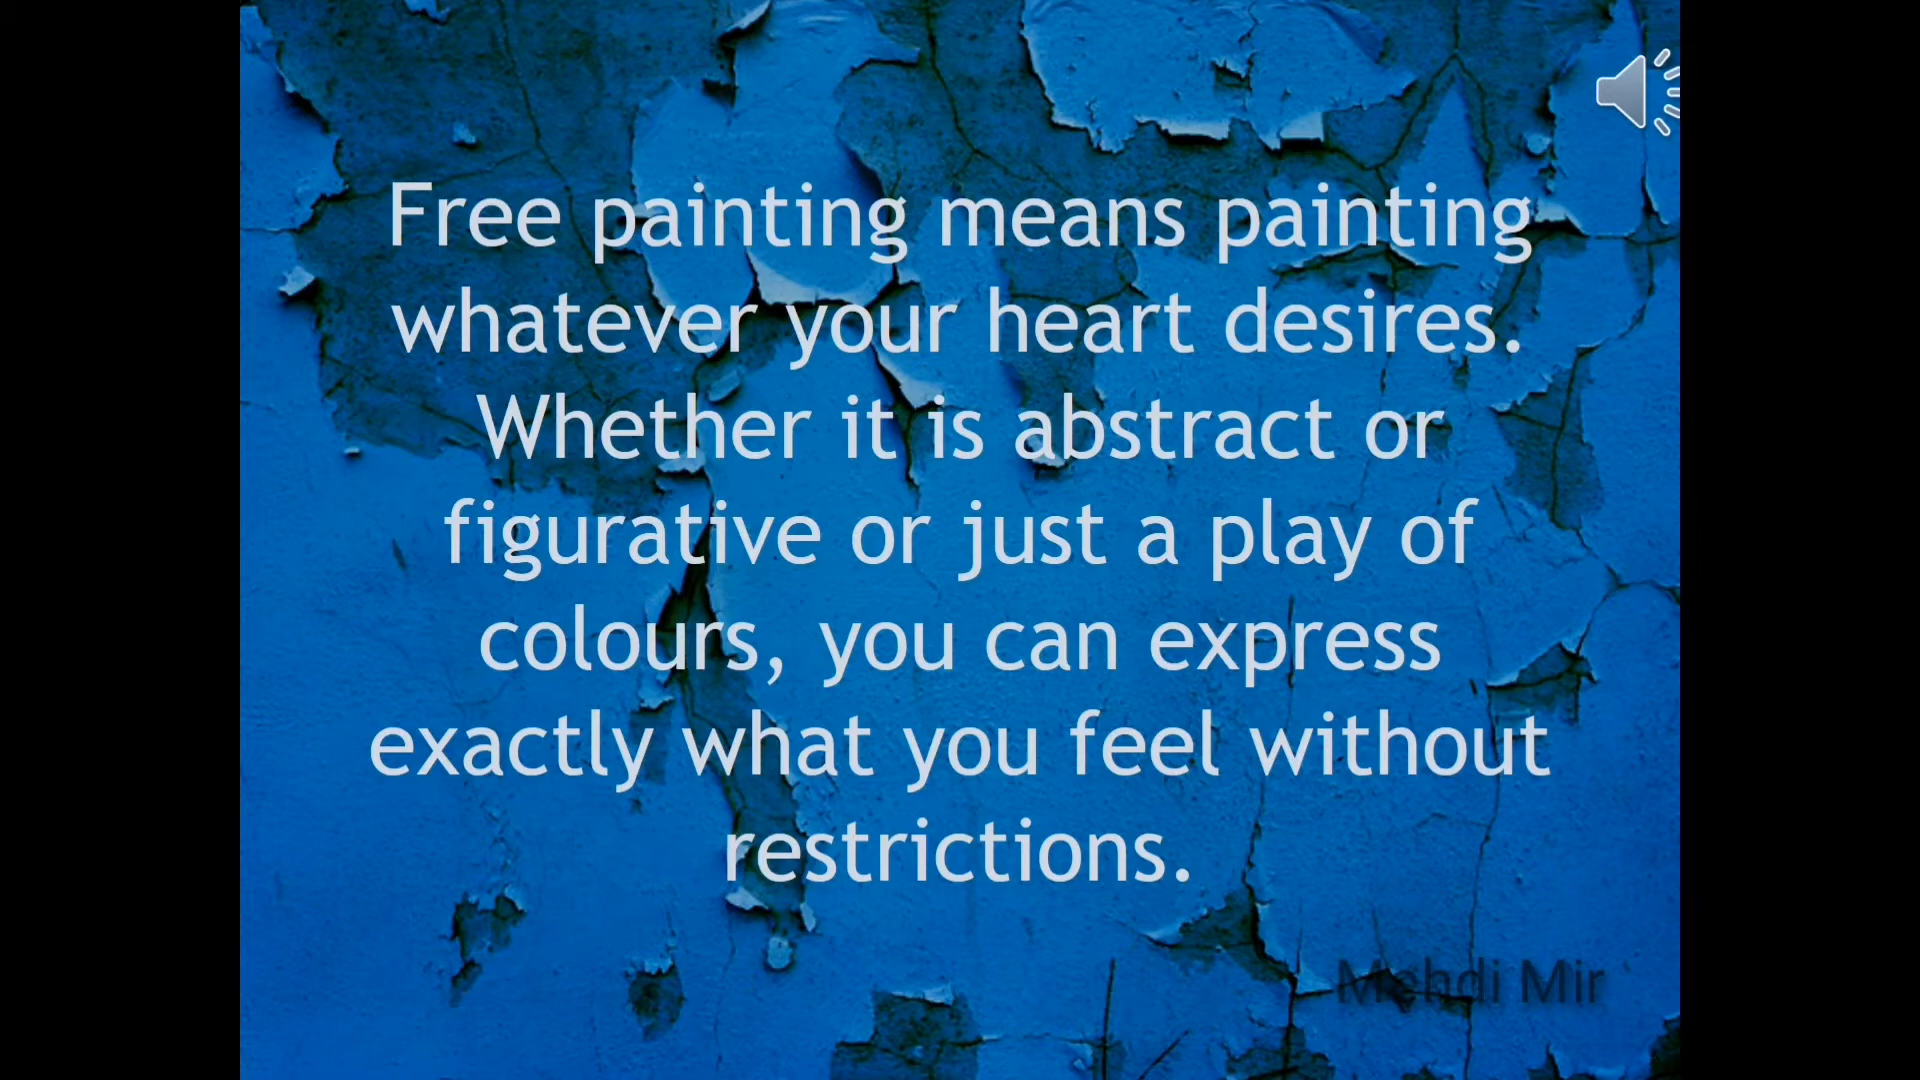 Free painting means painting
whatever your heart desires.
Whether it is abstract or
figurative or just a play of
colours, you can express
exactly what you feel without
restrictions.
Mehdi Mir